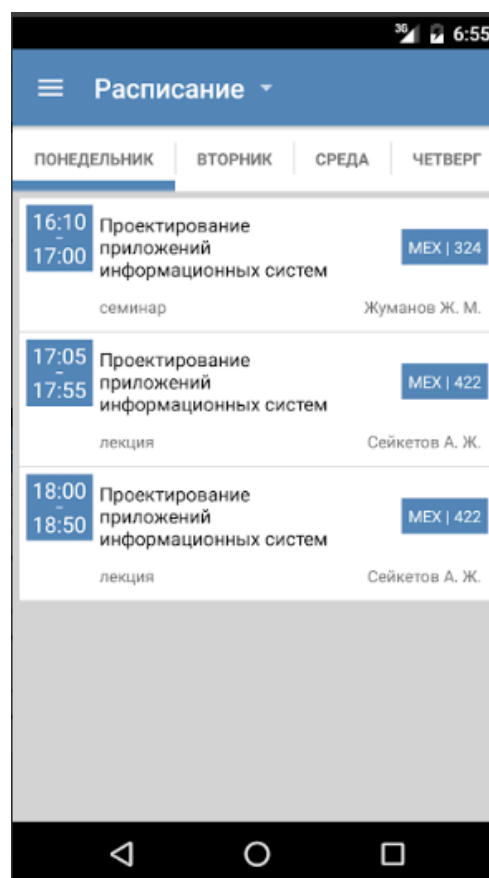 3G 6:55
Расписание
ПОНЕДЕЛЬНИК ВТОРНИК СРЕДА ЧЕТВЕРГ
16:10
–
17:00
Проектирование
приложений
информационных систем
МЕХ | 324
семинар
Жуманов Ж. М.
17:05
–
17:55
Проектирование
приложений
информационных систем
МЕХ | 422
лекция
Сейкетов А. Ж.
18:00
–
18:50
Проектирование
приложений
информационных систем
МЕХ | 422
лекция
Сейкетов А. Ж.